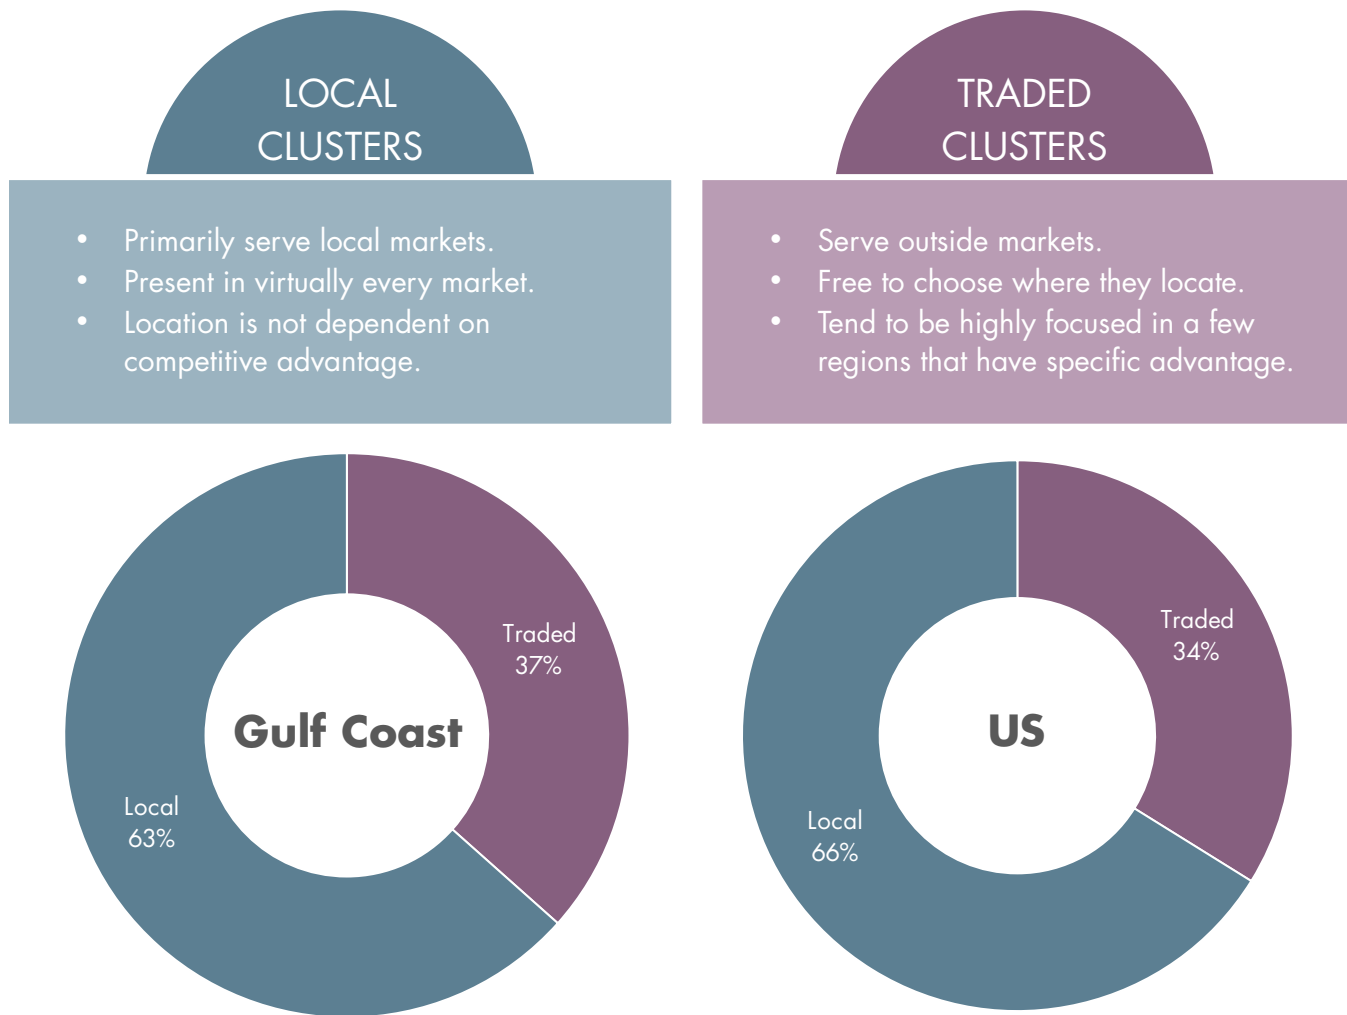 LOCAL
CLUSTERS
• Primarily serve local markets.
• Present in virtually every market.
• Location is not dependent on
competitive advantage.
TRADED
CLUSTERS
• Serve outside markets.
• Free to choose where they locate.
• Tend to be highly focused in a few
regions that have specific advantage.
Traded
37%
Gulf Coast
Local
63%
Traded
34%
US
Local
66%